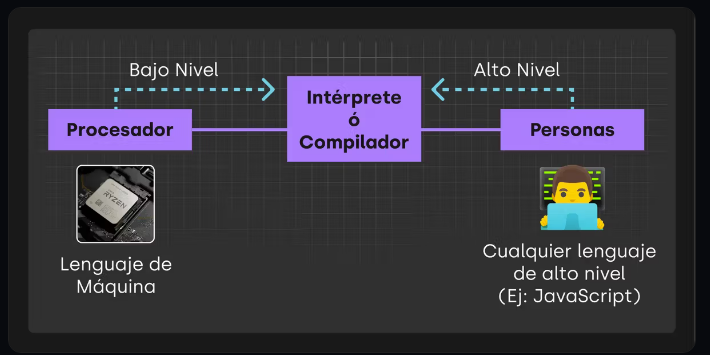 Bajo Nivel
Alto Nivel
Intérprete
ó
Compilador
Procesador
Personas
RYZEN
Lenguaje de
Máquina
Cualquier lenguaje
de alto nivel
(Ej: JavaScript)